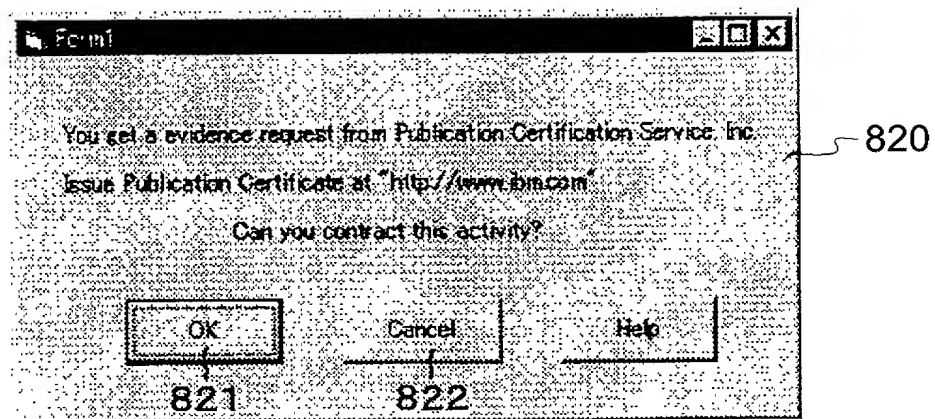 Form1
You get a evidence request from Publication Certification Service, Inc.
Issue Publication Certificate at "http://www.ibm.com"
Can you contract this activity?
OK Cancel Help
820
821 822